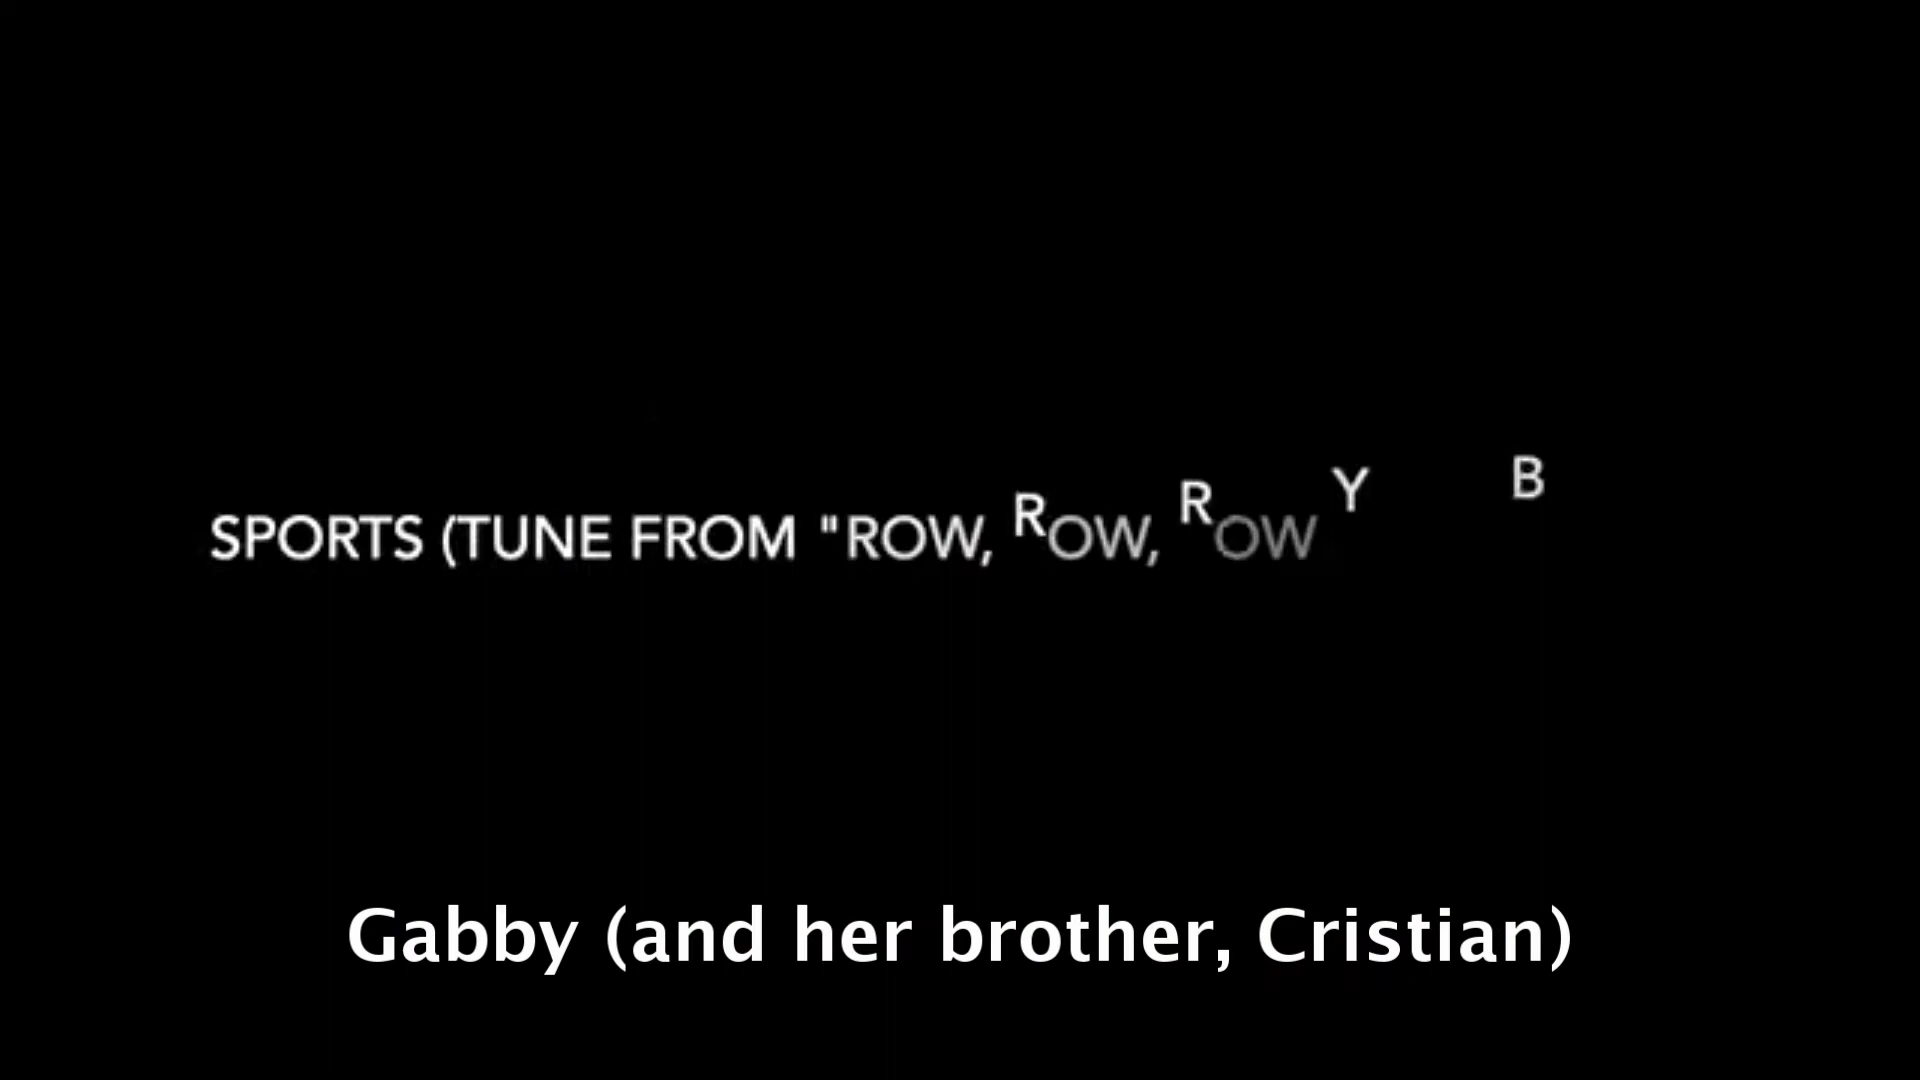 SPORTS (TUNE FROM "ROW, ROW, ROW Y B
Gabby (and her brother, Cristian)